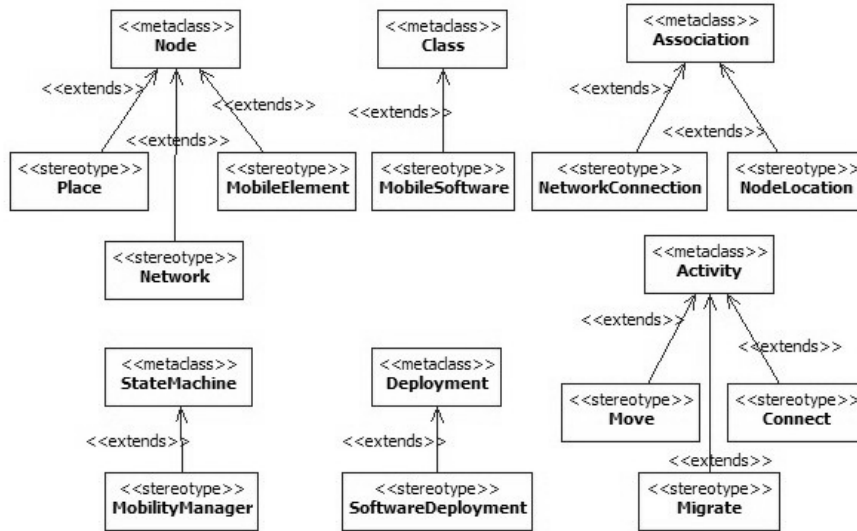 <<metaclass>>
Node
<<metaclass>>
Class
<<metaclass>>
Association
<<extends>>
<<extends>>
<<extends>>
<<extends>>
<<extends>>
<<extends>>
<<stereotype>>
Place
<<stereotype>>
MobileElement
<<stereotype>>
MobileSoftware
<<stereotype>>
NetworkConnection
<<stereotype>>
NodeLocation
<<stereotype>>
Network
<<metaclass>>
Activity
<<extends>>
<<extends>>
<<metaclass>>
StateMachine
<<metaclass>>
Deployment
<<stereotype>>
Move
<<stereotype>>
Connect
<<extends>>
<<extends>>
<<extends>>
<<stereotype>>
MobilityManager
<<stereotype>>
SoftwareDeployment
<<stereotype>>
Migrate